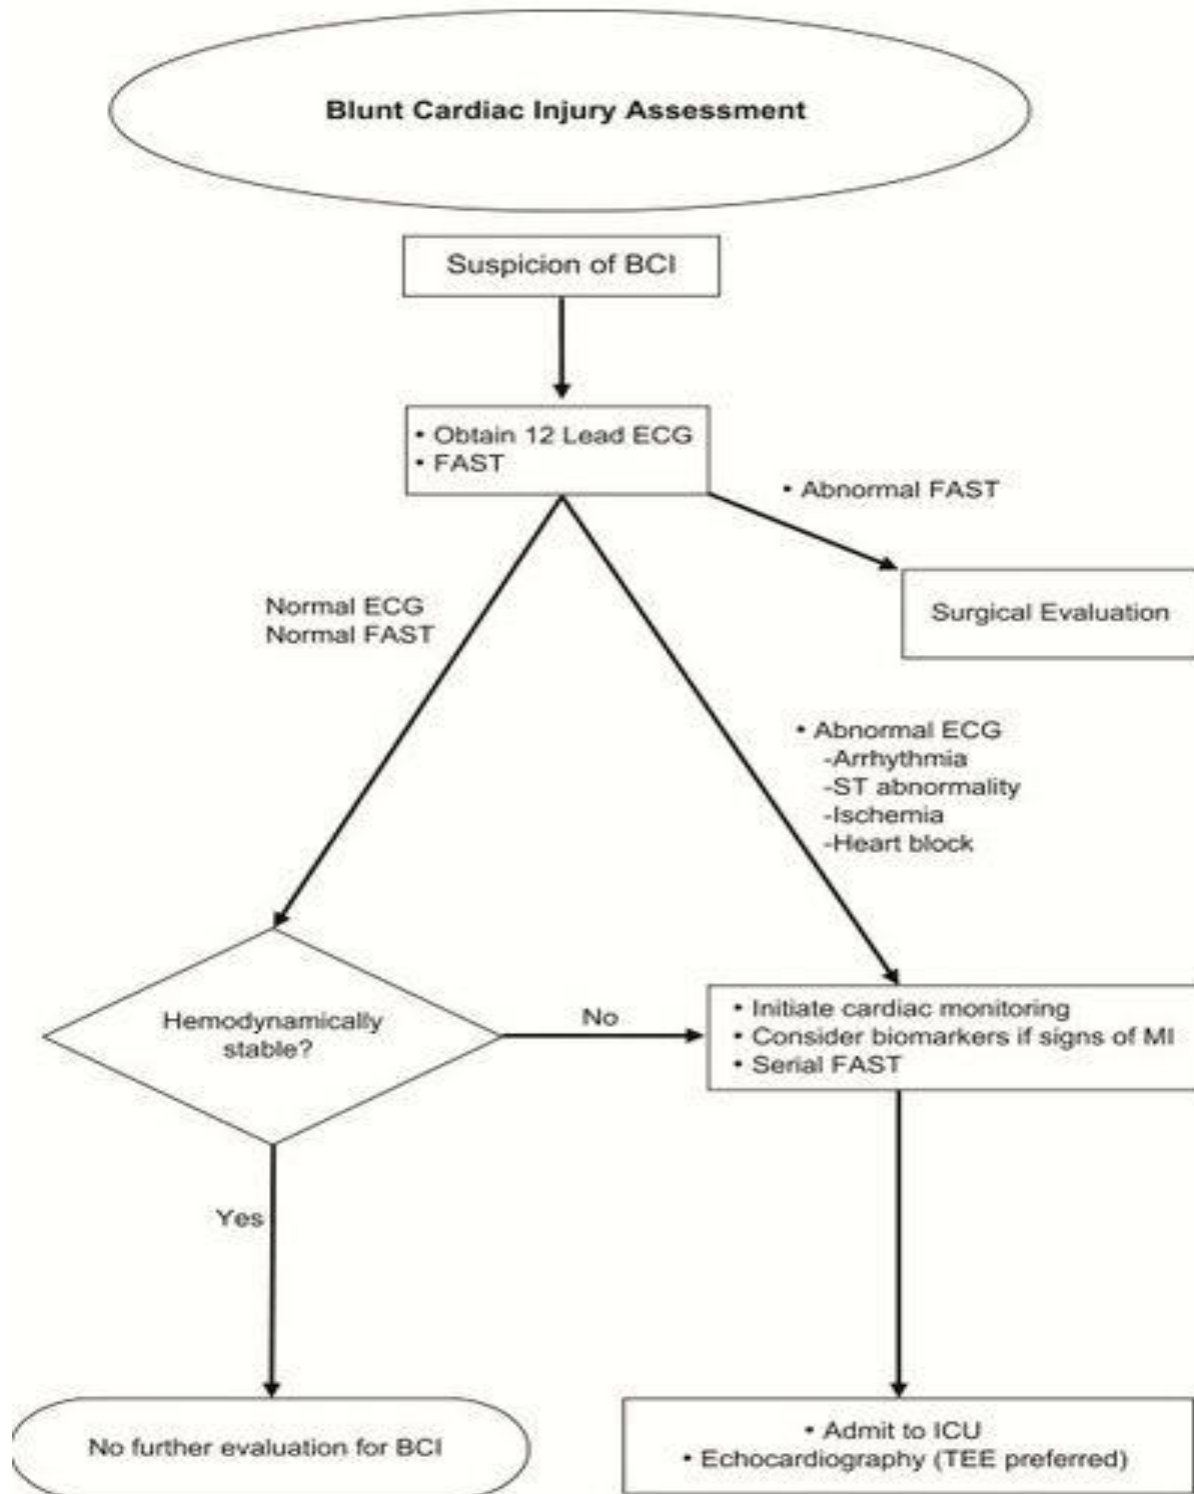 Blunt Cardiac Injury Assessment
Suspicion of BCI
• Obtain 12 Lead ECG
• FAST
• Abnormal FAST
Surgical Evaluation
Normal ECG
Normal FAST
• Abnormal ECG
-Arrhythmia
-ST abnormality
-Ischemia
-Heart block
Hemodynamically
stable?
No
• Initiate cardiac monitoring
• Consider biomarkers if signs of MI
• Serial FAST
Yes
No further evaluation for BCI
• Admit to ICU
• Echocardiography (TEE preferred)